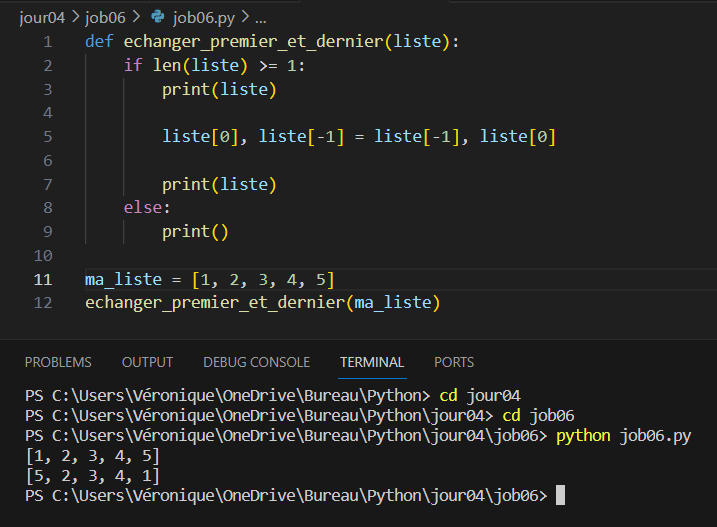 jour04 > job06 > job06.py > ...
1 def echanger_premier_et_dernier(liste):
2     if len(liste) >= 1:
3         print(liste)
4
5         liste[0], liste[-1] = liste[-1], liste[0]
6
7         print(liste)
8     else:
9         print()
10
11 ma_liste = [1, 2, 3, 4, 5]
12 echanger_premier_et_dernier(ma_liste)
PROBLEMS OUTPUT DEBUG CONSOLE TERMINAL PORTS
PS C:\Users\Véronique\OneDrive\Bureau\Python> cd jour04
PS C:\Users\Véronique\OneDrive\Bureau\Python\jour04> cd job06
PS C:\Users\Véronique\OneDrive\Bureau\Python\jour04\job06> python job06.py
[1, 2, 3, 4, 5]
[5, 2, 3, 4, 1]
PS C:\Users\Véronique\OneDrive\Bureau\Python\jour04\job06>